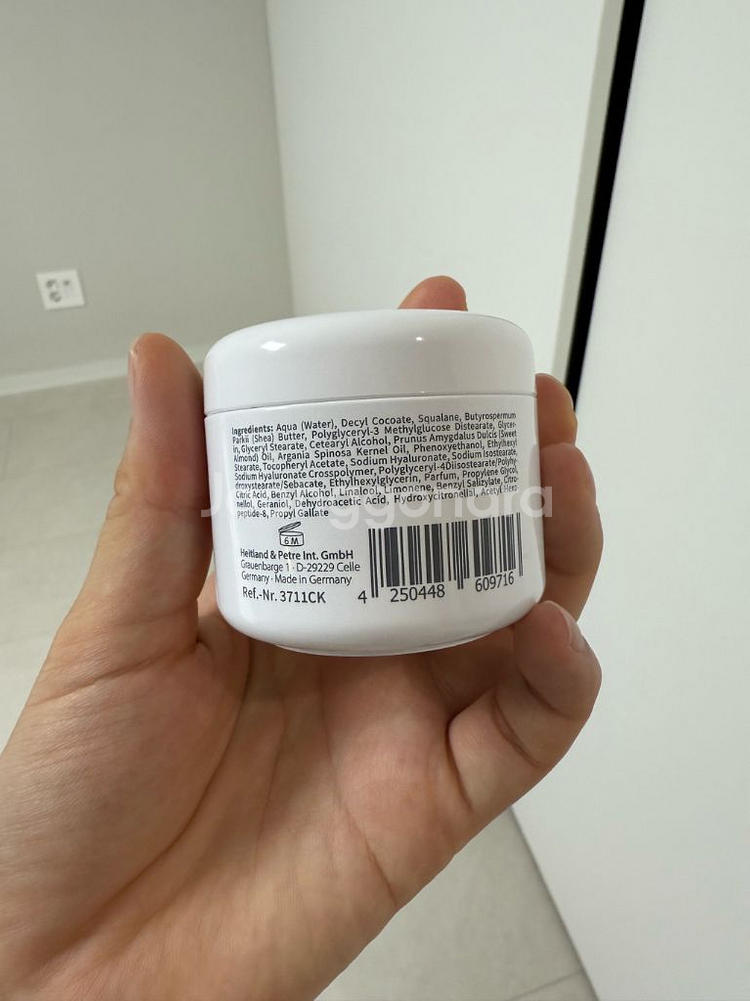 Ingredients: Aqua (Water), Decyl Cocoate, Squalane, Butyrospermum
Parkii (Shea) Butter, Polyglyceryl-3 Methylglucose Distearate, Glycer-
in, Glyceryl Stearate, Cetearyl Alcohol, Prunus Amygdalus Dulcis (Sweet
Almond) Oil, Argania Spinosa Kernel Oil, Phenoxyethanol, Ethylhexyl
Stearate, Tocopheryl Acetate, Sodium Hyaluronate, Sodium Isostearate,
Sodium Hyaluronate Crosspolymer, Polyglyceryl-4Diisostearate/Polyhy-
droxystearate/Sebacate, Ethylhexylglycerin, Parfum, Propylene Glycol,
Citric Acid, Benzyl Alcohol, Linalool, Limonene, Benzyl Salicylate, Citro-
nellol, Geraniol, Dehydroacetic Acid, Hydroxycitronellal, Acetyl Hexa
peptide-8, Propyl Gallate
6 M
Heitland & Petre Int. GmbH
Grauenbarge 1 · D-29229 Celle
Germany · Made in Germany
Ref.-Nr. 3711CK
4 250448 609716